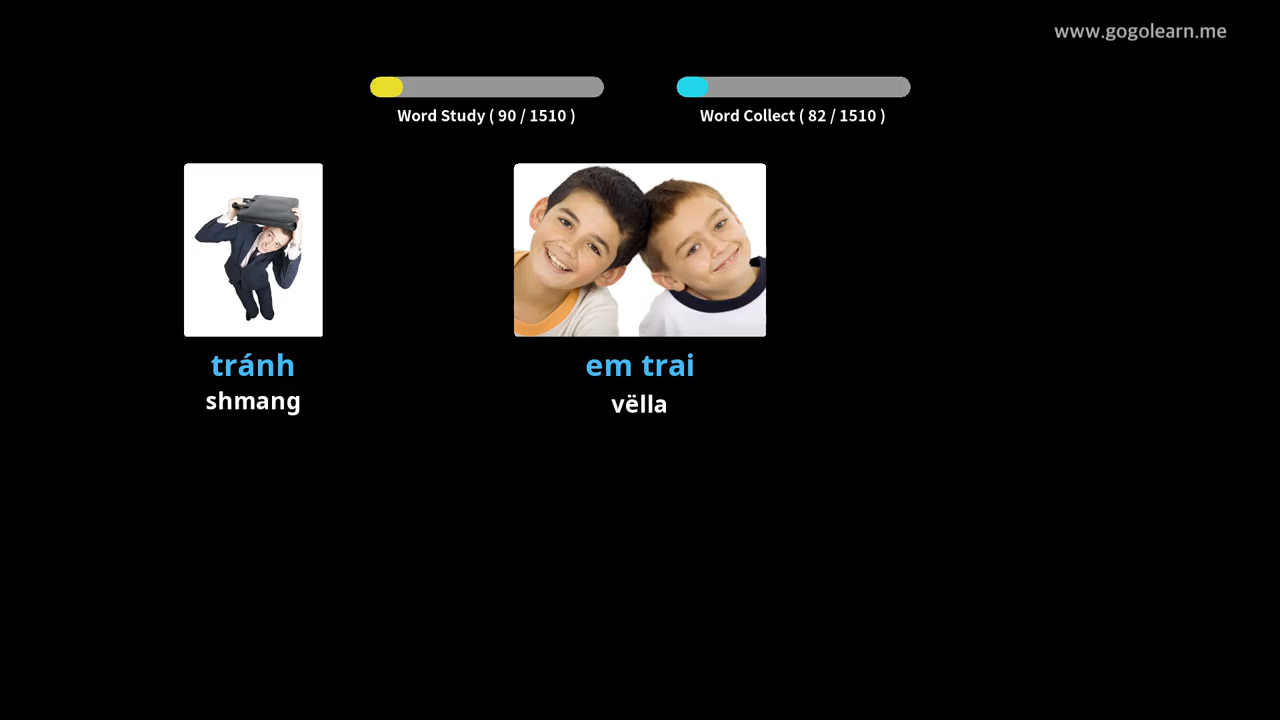 www.gogolearn.me
Word Study ( 90 / 1510 )
Word Collect ( 82 / 1510 )
tránh
shmang
em trai
vëlla